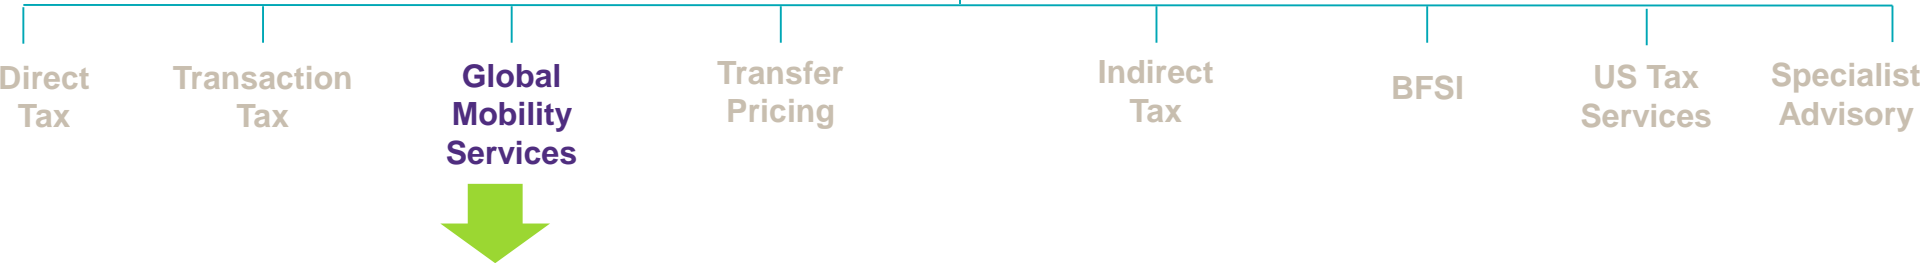 Direct
Tax
Transaction
Tax
Global
Mobility
Services
Transfer
Pricing
Indirect
Tax
BFSI
US Tax
Services
Specialist
Advisory